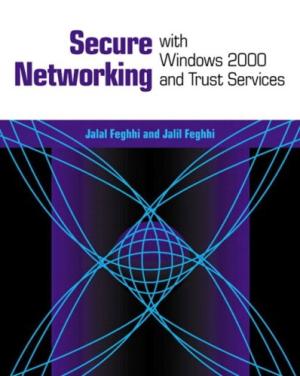 Secure with
Windows 2000
Networking and Trust Services
Jalal Feghhi and Jalil Feghhi